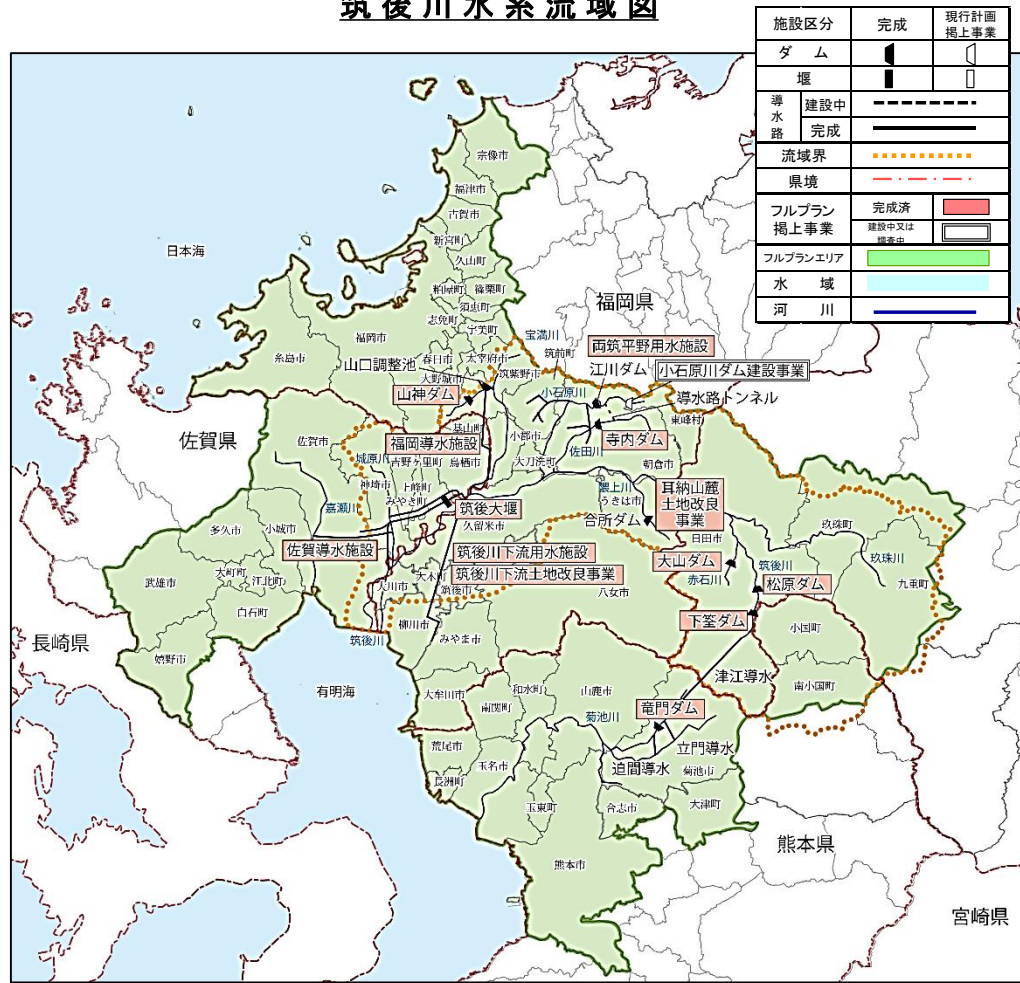 筑後川水系流域図
施設区分 完成 現行計画
掲上事業
ダム
堰
導水路 建設中
完成
流域界
県境
フルプラン
掲上事業 完成済
建設中又は
調査中
フルプランエリア
水域
河川
宗像市
福津市
古賀市
新宮町
久山町
日本海
粕屋町 篠栗町
須恵町
志免町
宇美町
福岡県
福岡市
宝満川
筑前町
両筑平野用水施設
糸島市
山口調整池
春日市
太宰府市
筑紫野市
江川ダム
小石原川ダム建設事業
大野城市
山神ダム
小石原川
導水路トンネル
東峰村
佐賀県
佐賀市
基山町
城原川
福岡導水施設
小郡市
寺内ダム
佐田川
吉野ヶ里町
鳥栖市
大刀洗町
朝倉市
神埼市
上峰町
みやき町
隈上川
うきは市
耳納山麓
土地改良
事業
嘉瀬川
筑後大堰
合所ダム
玖珠町
多久市
小城市
久留米市
日田市
佐賀導水施設
筑後川下流用水施設
大山ダム
筑後川
玖珠川
武雄市
大町町
江北町
大川市
大木町
筑後川下流土地改良事業
筑後市
赤石川
松原ダム
九重町
白石町
八女市
下筌ダム
長崎県
筑後川
柳川市
みやま市
小国町
嬉野市
津江導水
有明海
大牟田市
南関町
和水町
山鹿市
南小国町
竜門ダム
菊池川
荒尾市
立門導水
玉名市
迫間導水
菊池市
長洲町
玉東町
合志市
大津町
熊本県
熊本市
宮崎県